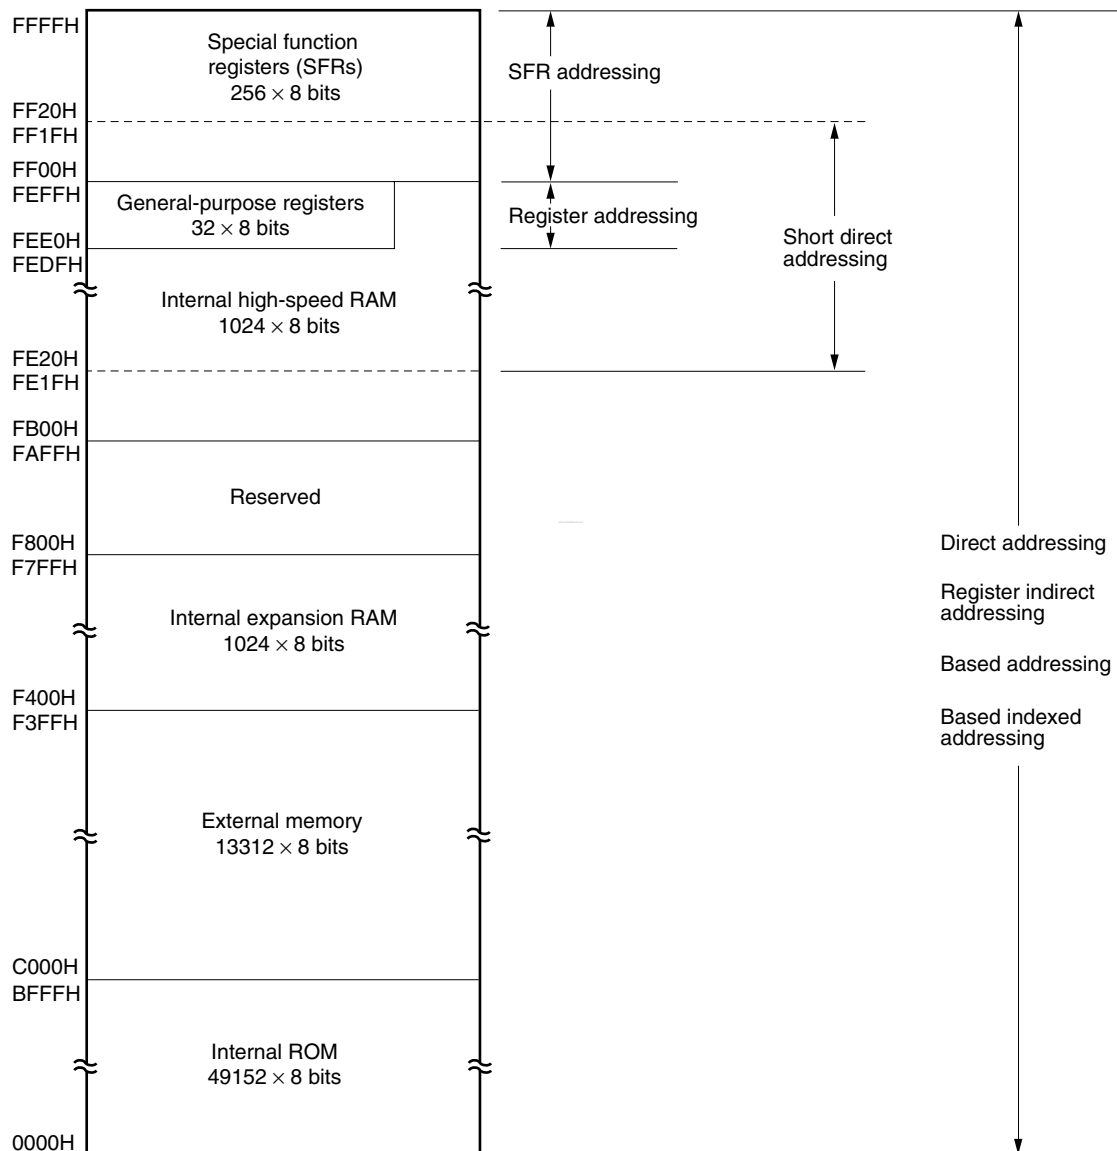 FFFFH
Special function
registers (SFRs)
256 × 8 bits
SFR addressing
FF20H
FF1FH
FF00H
FEFFH
General-purpose registers
32 × 8 bits
Register addressing
FEE0H
FEDFH
Short direct
addressing
Internal high-speed RAM
1024 × 8 bits
FE20H
FE1FH
FB00H
FAFFH
Reserved
F800H
F7FFH
Direct addressing
Register indirect
addressing
Based addressing
Based indexed
addressing
Internal expansion RAM
1024 × 8 bits
F400H
F3FFH
External memory
13312 × 8 bits
C000H
BFFFH
Internal ROM
49152 × 8 bits
0000H